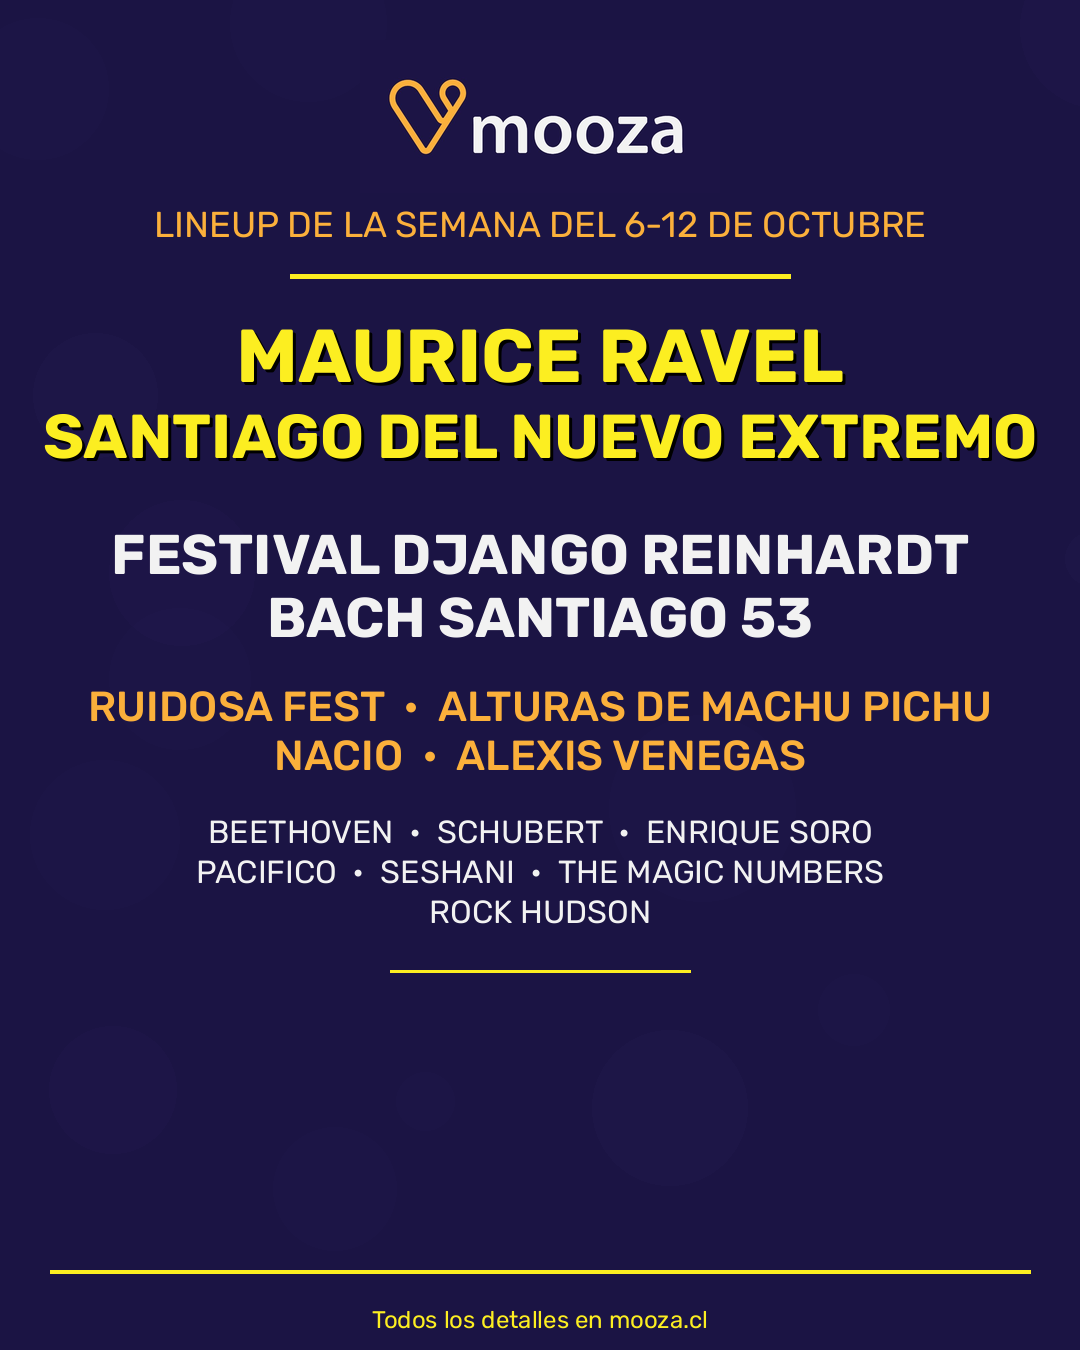 mooza
LINEUP DE LA SEMANA DEL 6-12 DE OCTUBRE
MAURICE RAVEL
SANTIAGO DEL NUEVO EXTREMO
FESTIVAL DJANGO REINHARDT
BACH SANTIAGO 53
RUIDOSA FEST • ALTURAS DE MACHU PICHU
NACIO • ALEXIS VENEGAS
BEETHOVEN • SCHUBERT • ENRIQUE SORO
PACIFICO • SESHANI • THE MAGIC NUMBERS
ROCK HUDSON
Todos los detalles en mooza.cl